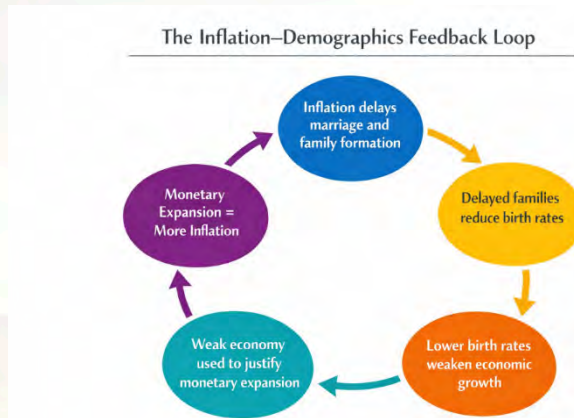 The Inflation–Demographics Feedback Loop
Inflation delays
marriage and
family formation
Delayed familles
reduce birth rates
Lower birth rates
weaken economic
growth
Weak economy
used to justify
monetary expansion
Monetary
Expansion =
More Inflation